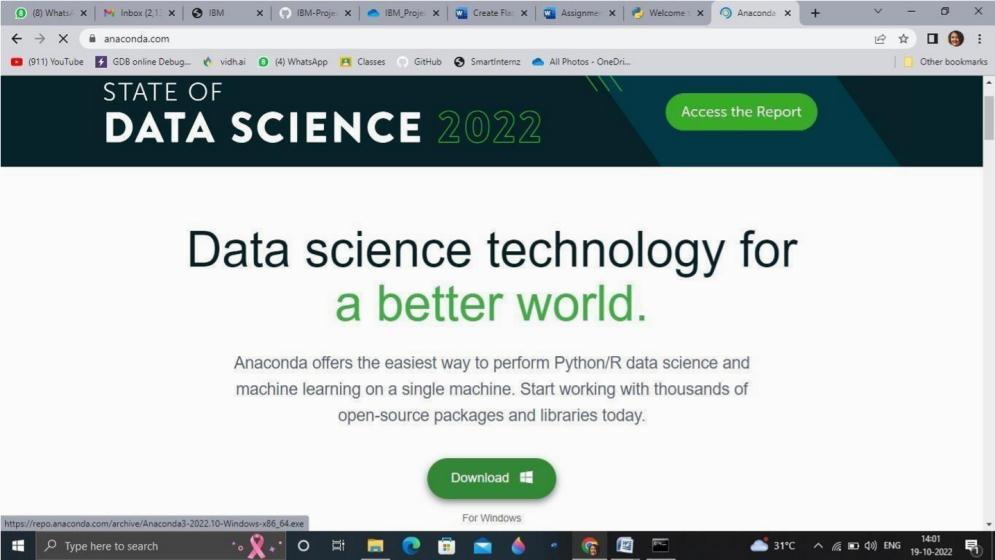 (8) Whats
Inbox (2,1
IBM
IBM-Proje
IBM_Proje
Create Fla
Assignme
Welcome
Anaconda
anaconda.com
(911) YouTube
GDB online Debug...
vidh.ai
(4) WhatsApp
Classes
GitHub
SmartInternz
All Photos - OneDri...
Other bookmarks
STATE OF
DATA SCIENCE 2022
Access the Report
Data science technology for
a better world.
Anaconda offers the easiest way to perform Python/R data science and
machine learning on a single machine. Start working with thousands of
open-source packages and libraries today.
Download
For Windows
https://repo.anaconda.com/archive/Anaconda3-2022.10-Windows-x86_64.exe
Type here to search
31°C
ENG
14:01
19-10-2022